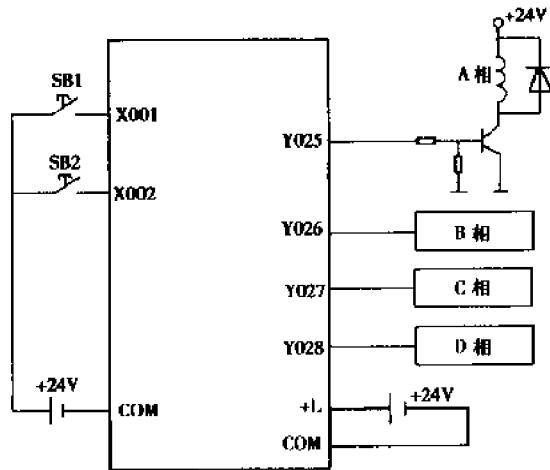 +24V
A 相
SB1
X001
Y025
SB2
X002
Y026
B 相
Y027
C 相
Y028
D 相
+24V
COM
+L
+24V
COM